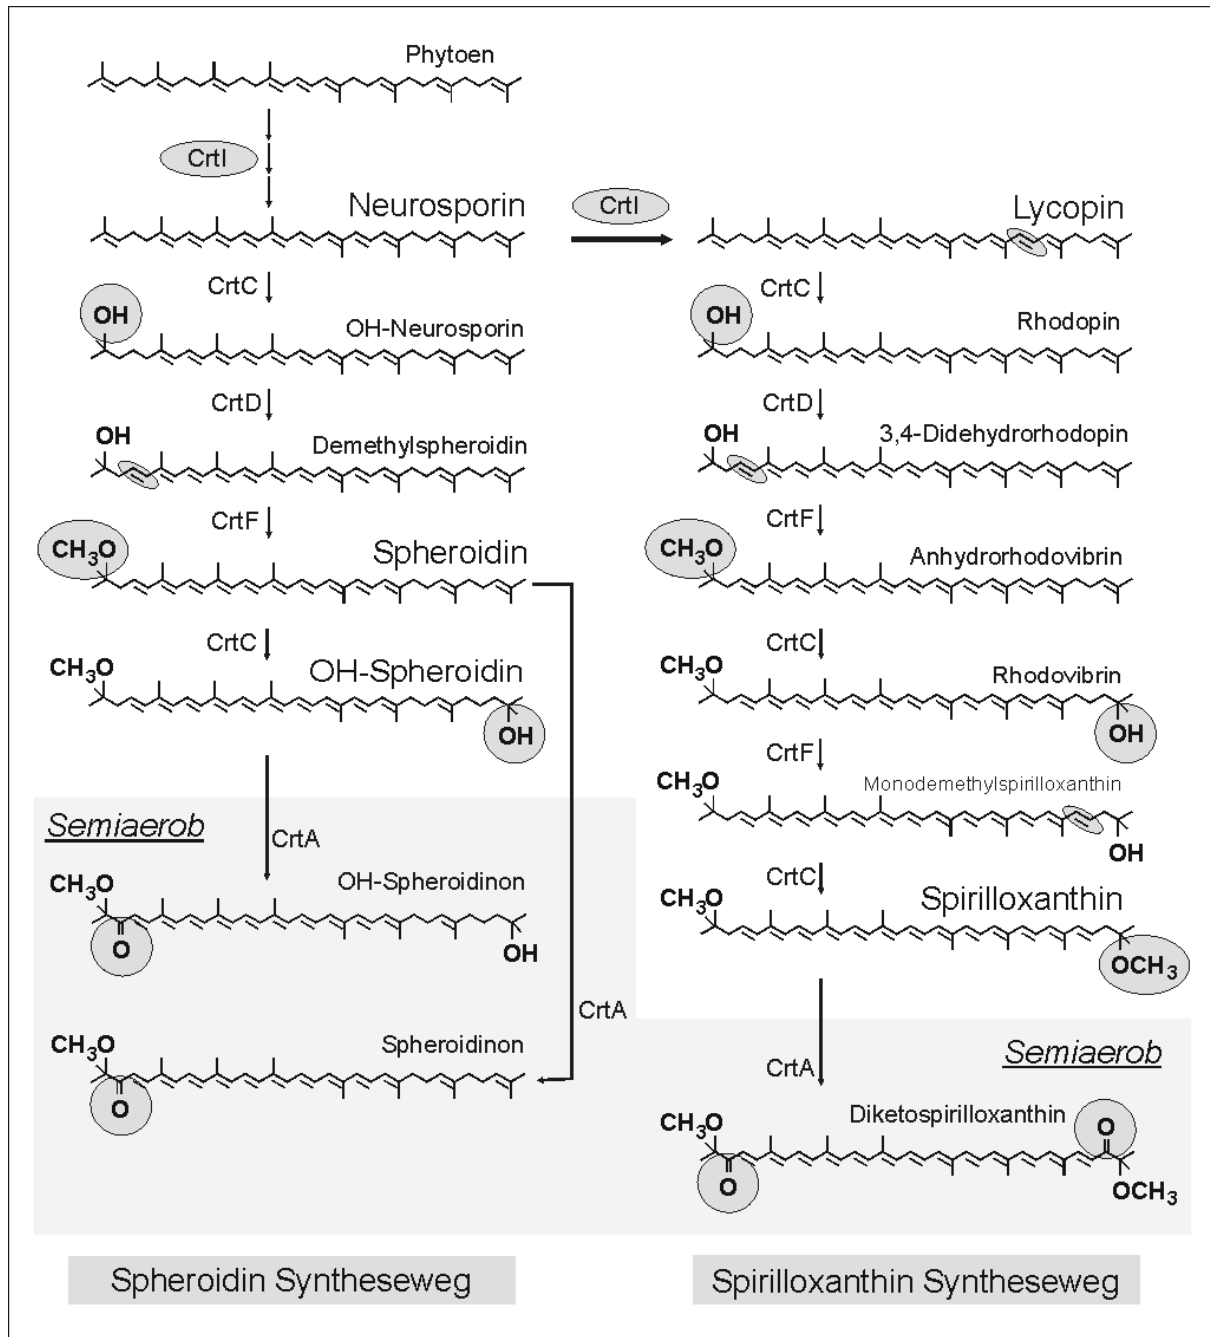 Phytoen
CrtI
Neurosporin
CrtC
OH
OH-Neurosporin
CrtD
OH
Demethylspheroidin
CrtF
CH3O
Spheroidin
CrtC
CH3O
OH-Spheroidin
OH
Semiaerob
CrtA
CH3O
OH-Spheroidinon
O
OH
CrtA
CH3O
Spheroidinon
O
Spheroidin Syntheseweg
CrtI
Lycopin
CrtC
OH
Rhodopin
CrtD
OH
3,4-Didehydrorhodopin
CrtF
CH3O
Anhydrorhodovibrin
CrtC
CH3O
Rhodovibrin
OH
CrtF
CH3O
Monodemethylspirilloxanthin
OH
CrtC
CH3O
Spirilloxanthin
OCH3
Semiaerob
CrtA
CH3O
Diketospirilloxanthin
O
O
OCH3
Spirilloxanthin Syntheseweg